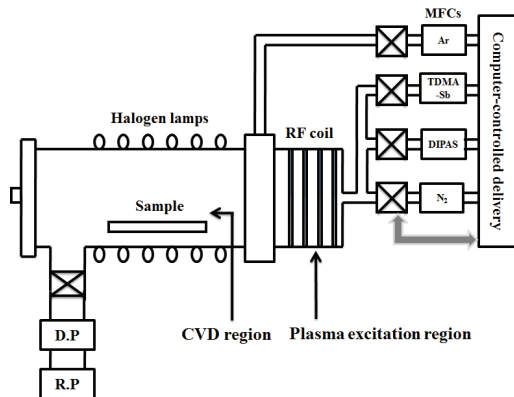 MFCs
Ar
TDMA
-Sb
DIPAS
N₂
Computer-controlled delivery
Halogen lamps
RF coil
Sample
CVD region
Plasma excitation region
D.P
R.P